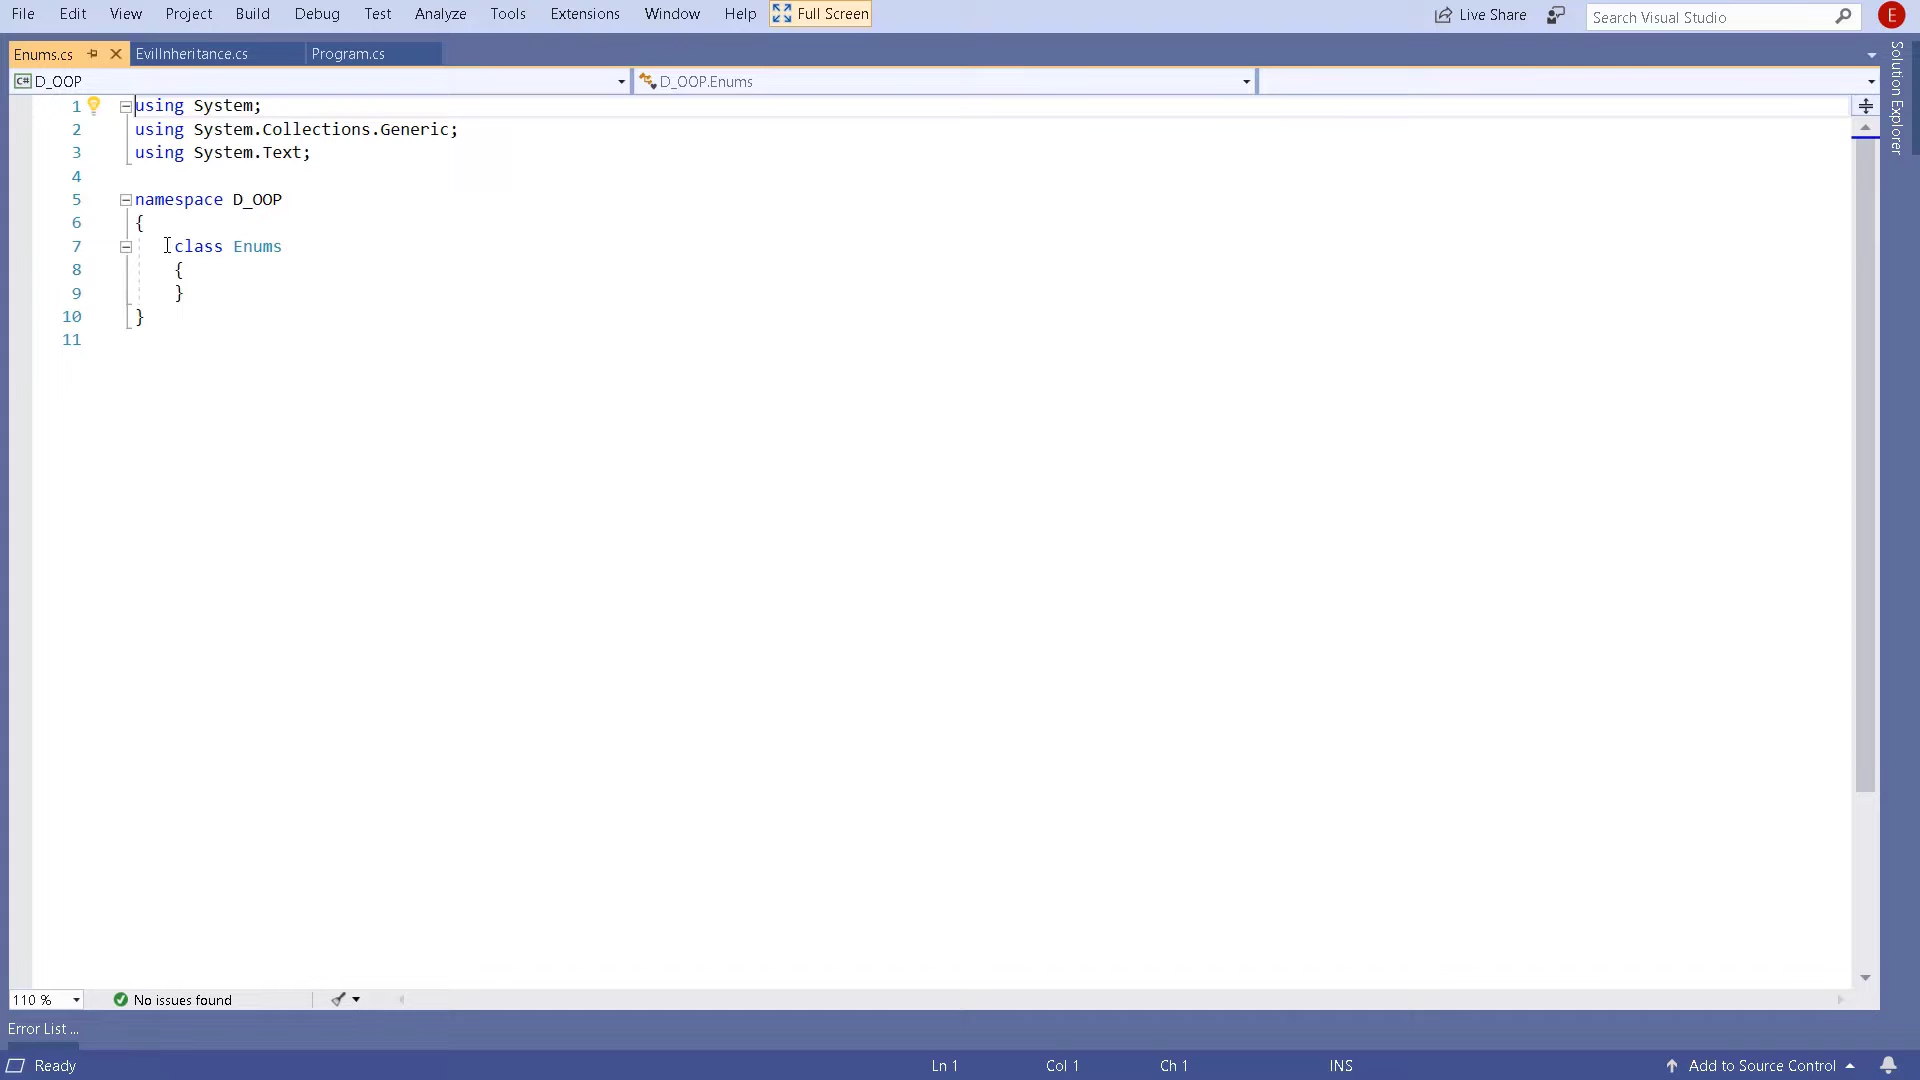 File Edit View Project Build Debug Test Analyze Tools Extensions Window Help Full Screen Live Share Search Visual Studio E
Enums.cs EvilInheritance.cs Program.cs
C# D_OOP D_OOP.Enums
Solution Explorer
1 using System;
2 using System.Collections.Generic;
3 using System.Text;
4
5 namespace D_OOP
6 {
7 class Enums
8 {
9 }
10 }
11
110 % No issues found
Error List ...
Ready Ln 1 Col 1 Ch 1 INS Add to Source Control